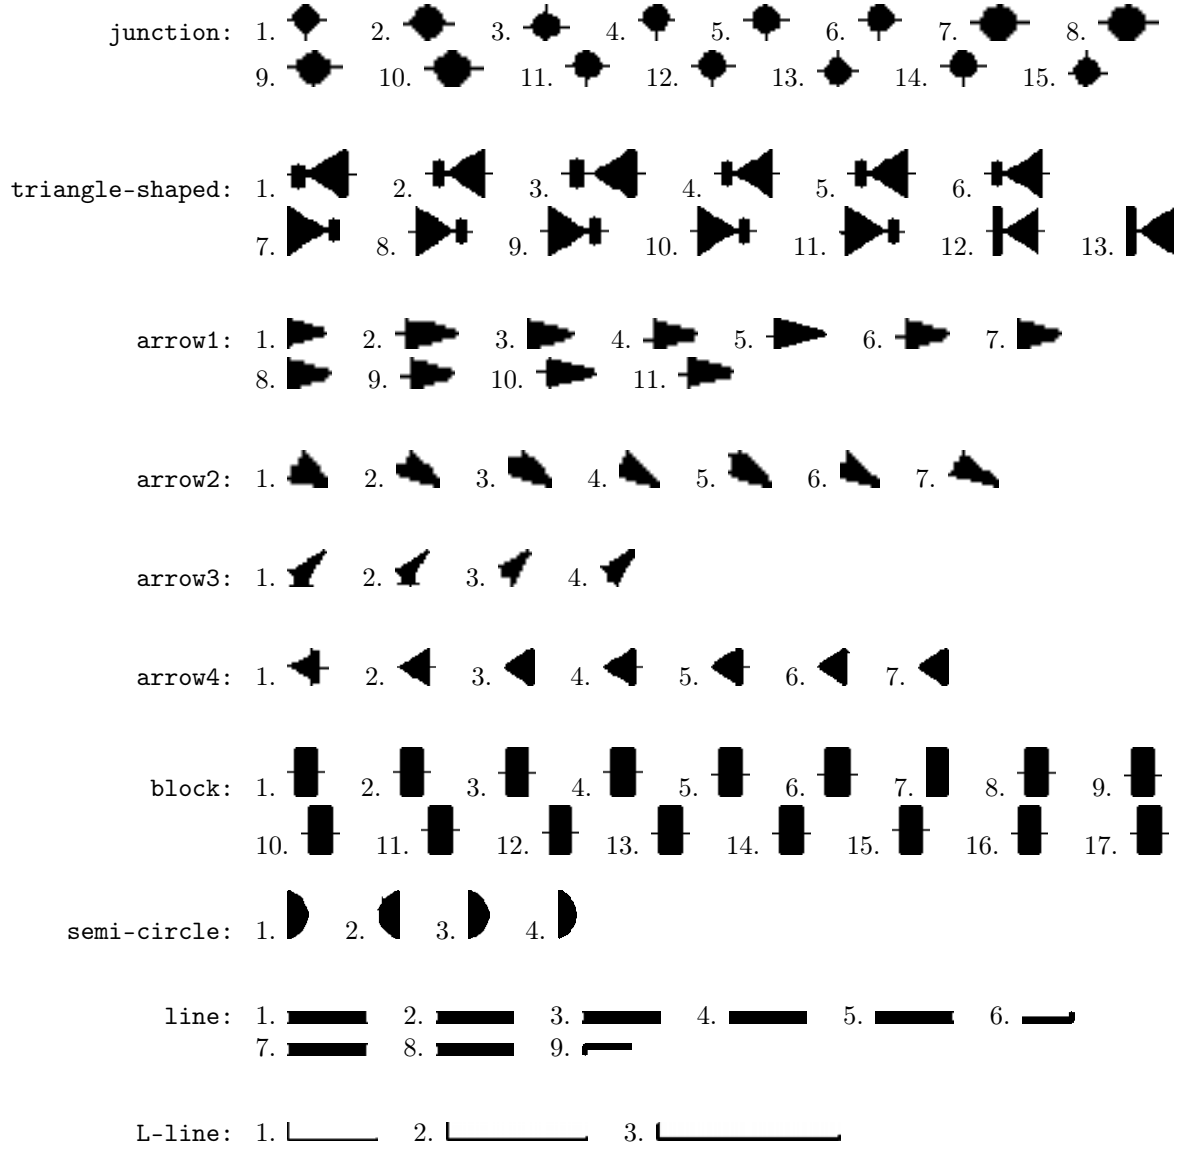 junction: 1. 2. 3. 4. 5. 6. 7. 8.
9. 10. 11. 12. 13. 14. 15.
triangle-shaped: 1. 2. 3. 4. 5. 6.
7. 8. 9. 10. 11. 12. 13.
arrow1: 1. 2. 3. 4. 5. 6. 7.
8. 9. 10. 11.
arrow2: 1. 2. 3. 4. 5. 6. 7.
arrow3: 1. 2. 3. 4.
arrow4: 1. 2. 3. 4. 5. 6. 7.
block: 1. 2. 3. 4. 5. 6. 7. 8. 9.
10. 11. 12. 13. 14. 15. 16. 17.
semi-circle: 1. 2. 3. 4.
line: 1. 2. 3. 4. 5. 6.
7. 8. 9.
L-line: 1. 2. 3.